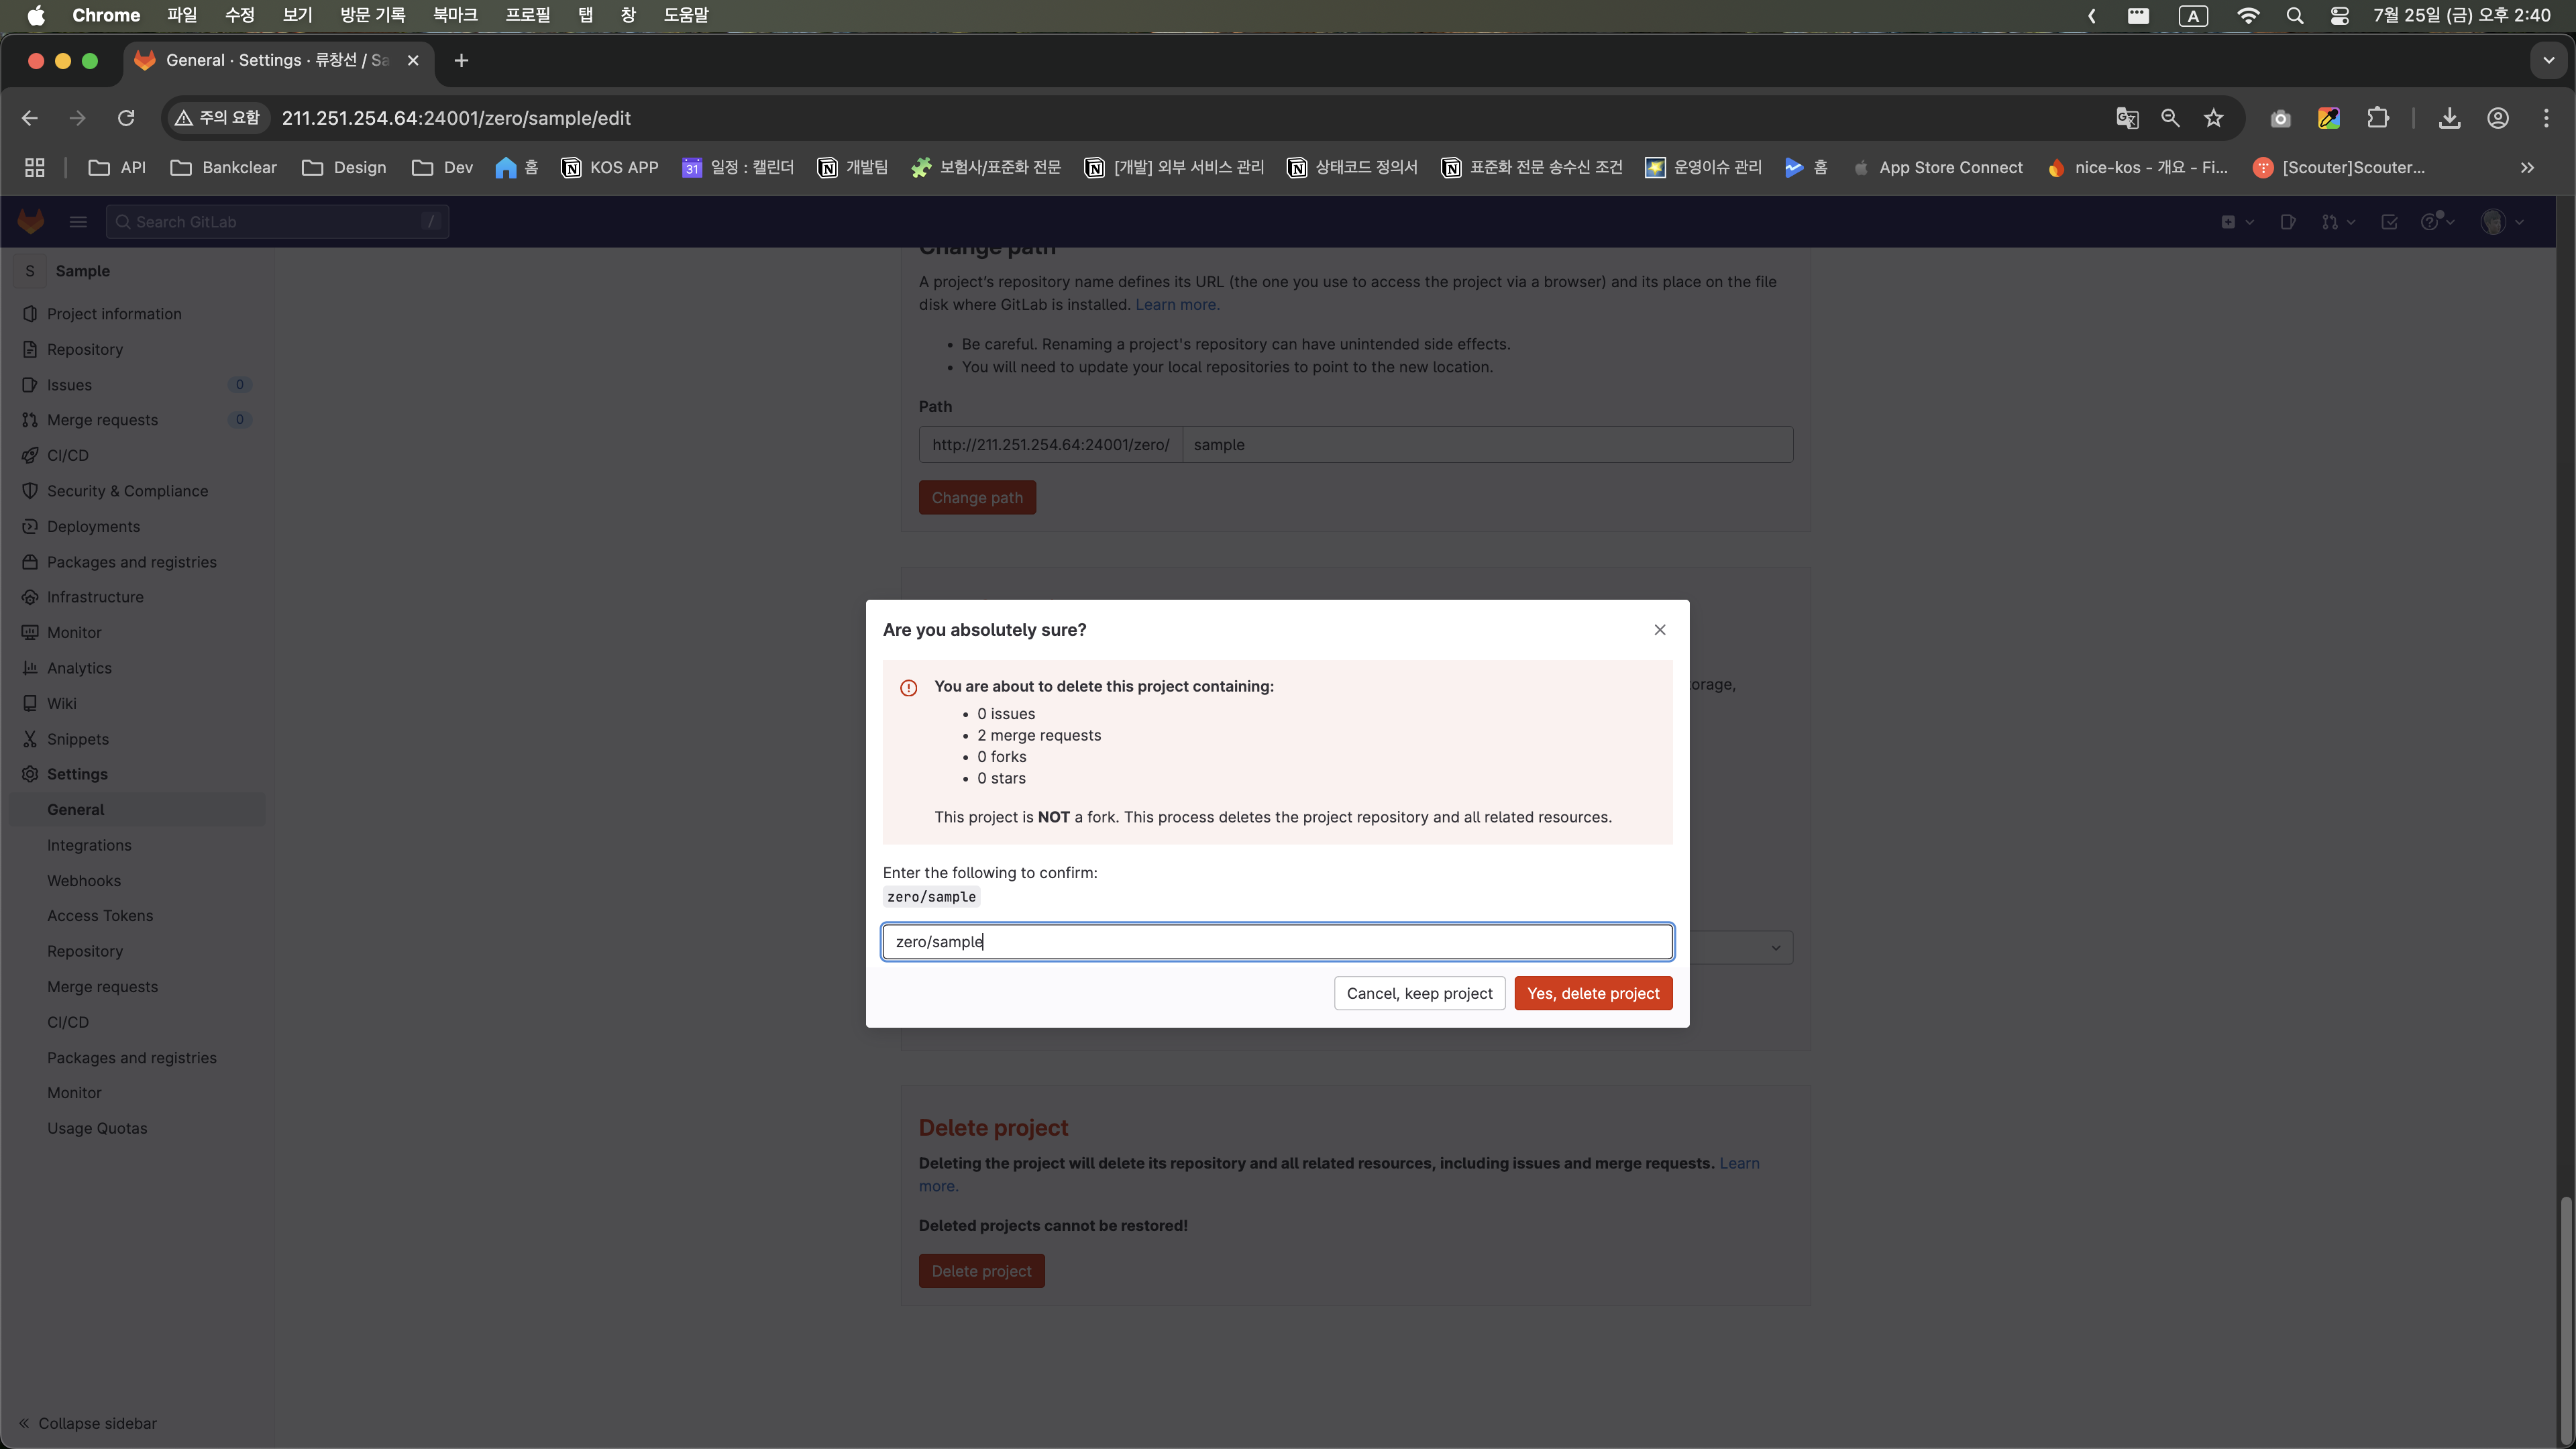 Chrome 파일 수정 보기 방문 기록 북마크 프로필 탭 창 도움말 A 7월 25일 (금) 오후 2:40
General · Settings · 류창선 / Sa
주의 요함 211.251.254.64:24001/zero/sample/edit
API Bankclear Design Dev 홈 KOS APP 31 일정 : 캘린더 개발팀 보험사/표준화 전문 [개발] 외부 서비스 관리 상태코드 정의서 표준화 전문 송수신 조건 운영이슈 관리 홈 App Store Connect nice-kos - 개요 - Fi... [Scouter]Scouter...
Search GitLab /
S Sample
Project information
Repository
Issues 0
Merge requests 0
CI/CD
Security & Compliance
Deployments
Packages and registries
Infrastructure
Monitor
Analytics
Wiki
Snippets
Settings
General
Integrations
Webhooks
Access Tokens
Repository
Merge requests
CI/CD
Packages and registries
Monitor
Usage Quotas
Collapse sidebar
Change path
A project's repository name defines its URL (the one you use to access the project via a browser) and its place on the file
disk where GitLab is installed. Learn more.
• Be careful. Renaming a project's repository can have unintended side effects.
• You will need to update your local repositories to point to the new location.
Path
http://211.251.254.64:24001/zero/ sample
Change path
Are you absolutely sure?
You are about to delete this project containing:
• 0 issues
• 2 merge requests
• 0 forks
• 0 stars
This project is NOT a fork. This process deletes the project repository and all related resources.
Enter the following to confirm:
zero/sample
zero/sample
Cancel, keep project Yes, delete project
Delete project
Deleting the project will delete its repository and all related resources, including issues and merge requests. Learn
more.
Deleted projects cannot be restored!
Delete project